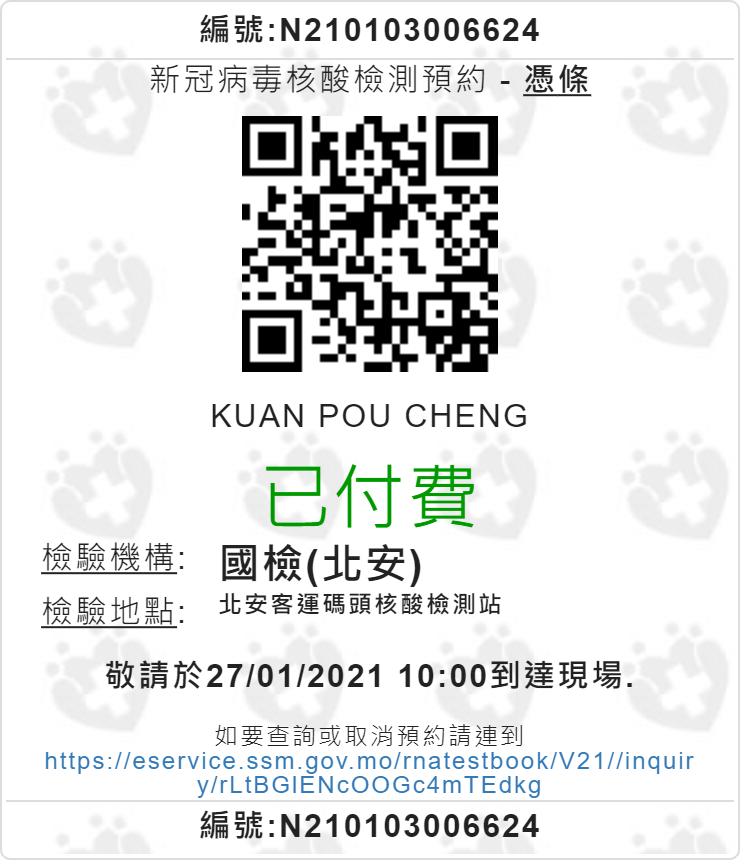 編號:N210103006624
新冠病毒核酸檢測預約 - 憑條
KUAN POU CHENG
已付費
檢驗機構: 國檢(北安)
檢驗地點: 北安客運碼頭核酸檢測站
敬請於27/01/2021 10:00到達現場.
如要查詢或取消預約請連到
https://eservice.ssm.gov.mo/rnatestbook/V21//inquir
y/rLtBGlENcOOGc4mTEdkg
編號:N210103006624